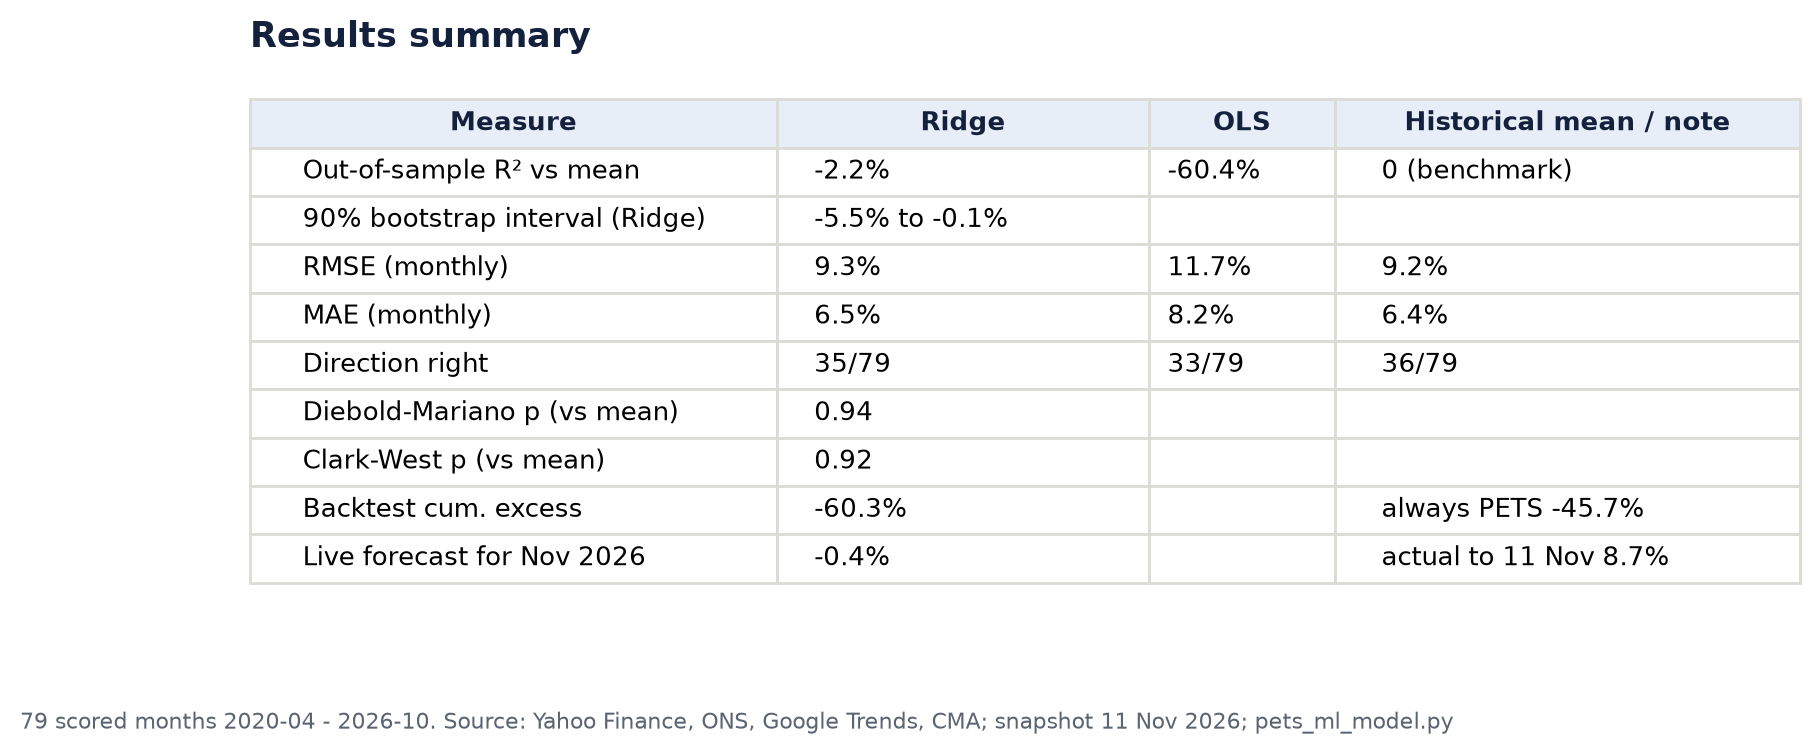 Results summary
Measure Ridge OLS Historical mean / note
Out-of-sample R² vs mean -2.2% -60.4% 0 (benchmark)
90% bootstrap interval (Ridge) -5.5% to -0.1%
RMSE (monthly) 9.3% 11.7% 9.2%
MAE (monthly) 6.5% 8.2% 6.4%
Direction right 35/79 33/79 36/79
Diebold-Mariano p (vs mean) 0.94
Clark-West p (vs mean) 0.92
Backtest cum. excess -60.3% always PETS -45.7%
Live forecast for Nov 2026 -0.4% actual to 11 Nov 8.7%
79 scored months 2020-04 - 2026-10. Source: Yahoo Finance, ONS, Google Trends, CMA; snapshot 11 Nov 2026; pets_ml_model.py